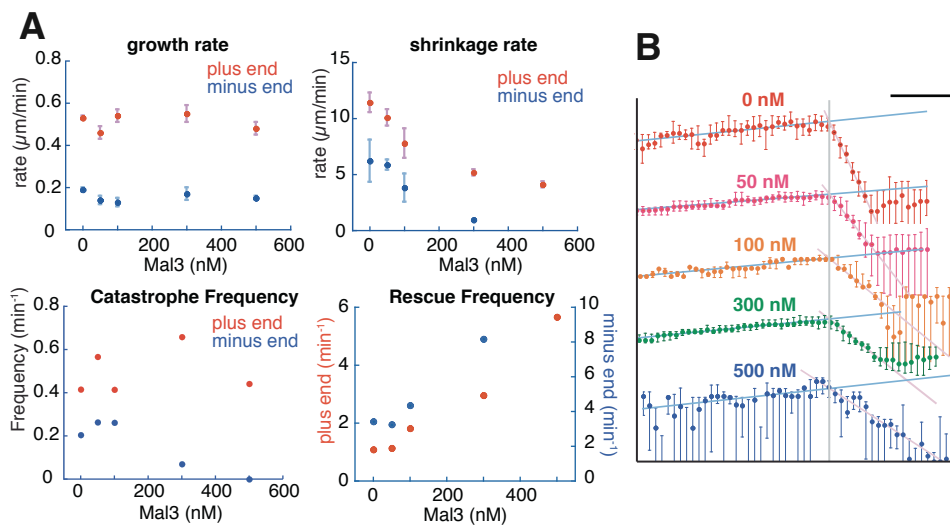 A
growth rate
plus end
minus end
rate (µm/min)
0.8
0.6
0.4
0.2
0
0 200 400 600
Mal3 (nM)
shrinkage rate
plus end
minus end
rate (µm/min)
15
10
5
0
0 200 400 600
Mal3 (nM)
Catastrophe Frequency
plus end
minus end
Frequency (min⁻¹)
0.8
0.6
0.4
0.2
0
0 200 400 600
Mal3 (nM)
Rescue Frequency
plus end (min⁻¹)
6
4
2
0
0 200 400
Mal3 (nM)
10
8
6
4
2
0
minus end (min⁻¹)
B
0 nM
50 nM
100 nM
300 nM
500 nM